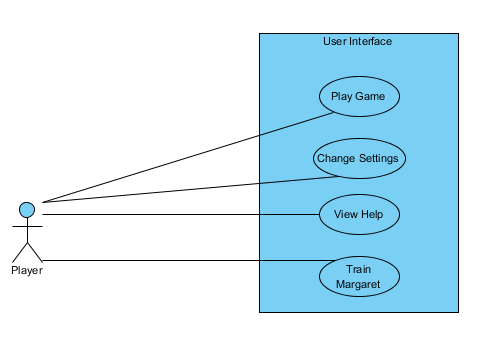 User Interface
Play Game
Change Settings
View Help
Train
Margaret
Player